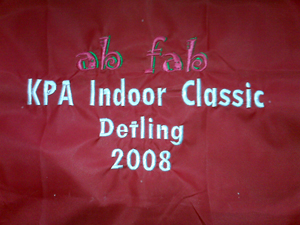 ab fab
KPA Indoor Classic
Detling
2008